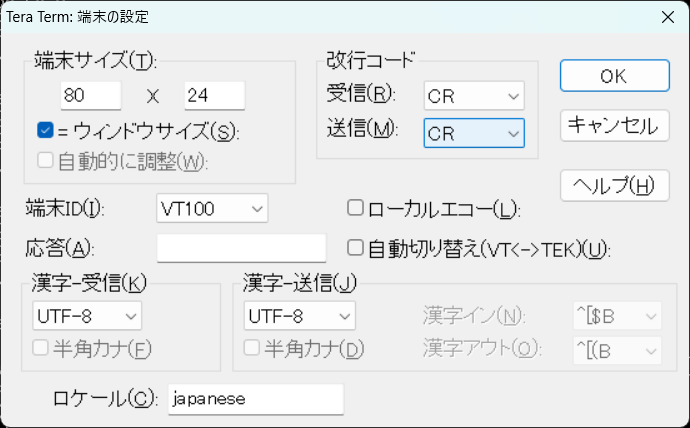 Tera Term: 端末の設定
端末サイズ(T):
80 X 24
= ウィンドウサイズ(S):
自動的に調整(W):
改行コード
受信(R): CR
送信(M): CR
OK
キャンセル
ヘルプ(H)
端末ID(I): VT100
ローカルエコー(L):
応答(A):
自動切り替え(VT<->TEK)(U):
漢字-受信(K)
UTF-8
半角カナ(F)
漢字-送信(J)
UTF-8
半角カナ(D)
漢字イン(N): ^[$B
漢字アウト(O): ^[(B
ロケール(C): japanese